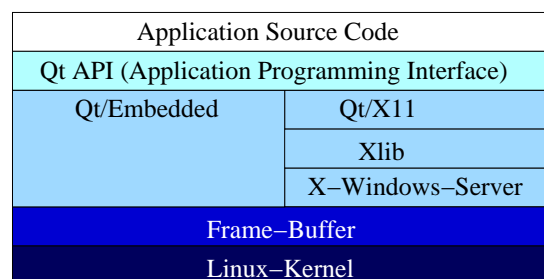 Application Source Code
Qt API (Application Programming Interface)
Qt/Embedded
Qt/X11
Xlib
X−Windows−Server
Frame−Buffer
Linux−Kernel